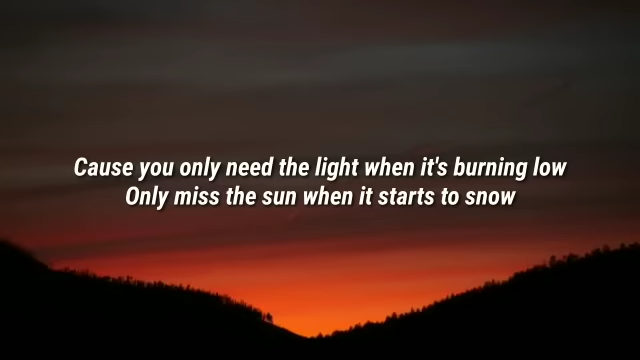 Cause you only need the light when it's burning low
Only miss the sun when it starts to snow